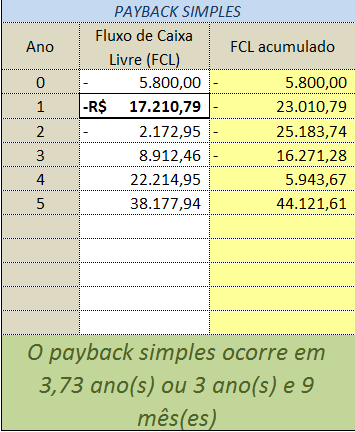 PAYBACK SIMPLES
Ano Fluxo de Caixa Livre (FCL) FCL acumulado
0 - 5.800,00 - 5.800,00
1 -R$ 17.210,79 - 23.010,79
2 - 2.172,95 - 25.183,74
3 8.912,46 - 16.271,28
4 22.214,95 5.943,67
5 38.177,94 44.121,61
O payback simples ocorre em
3,73 ano(s) ou 3 ano(s) e 9
mês(es)